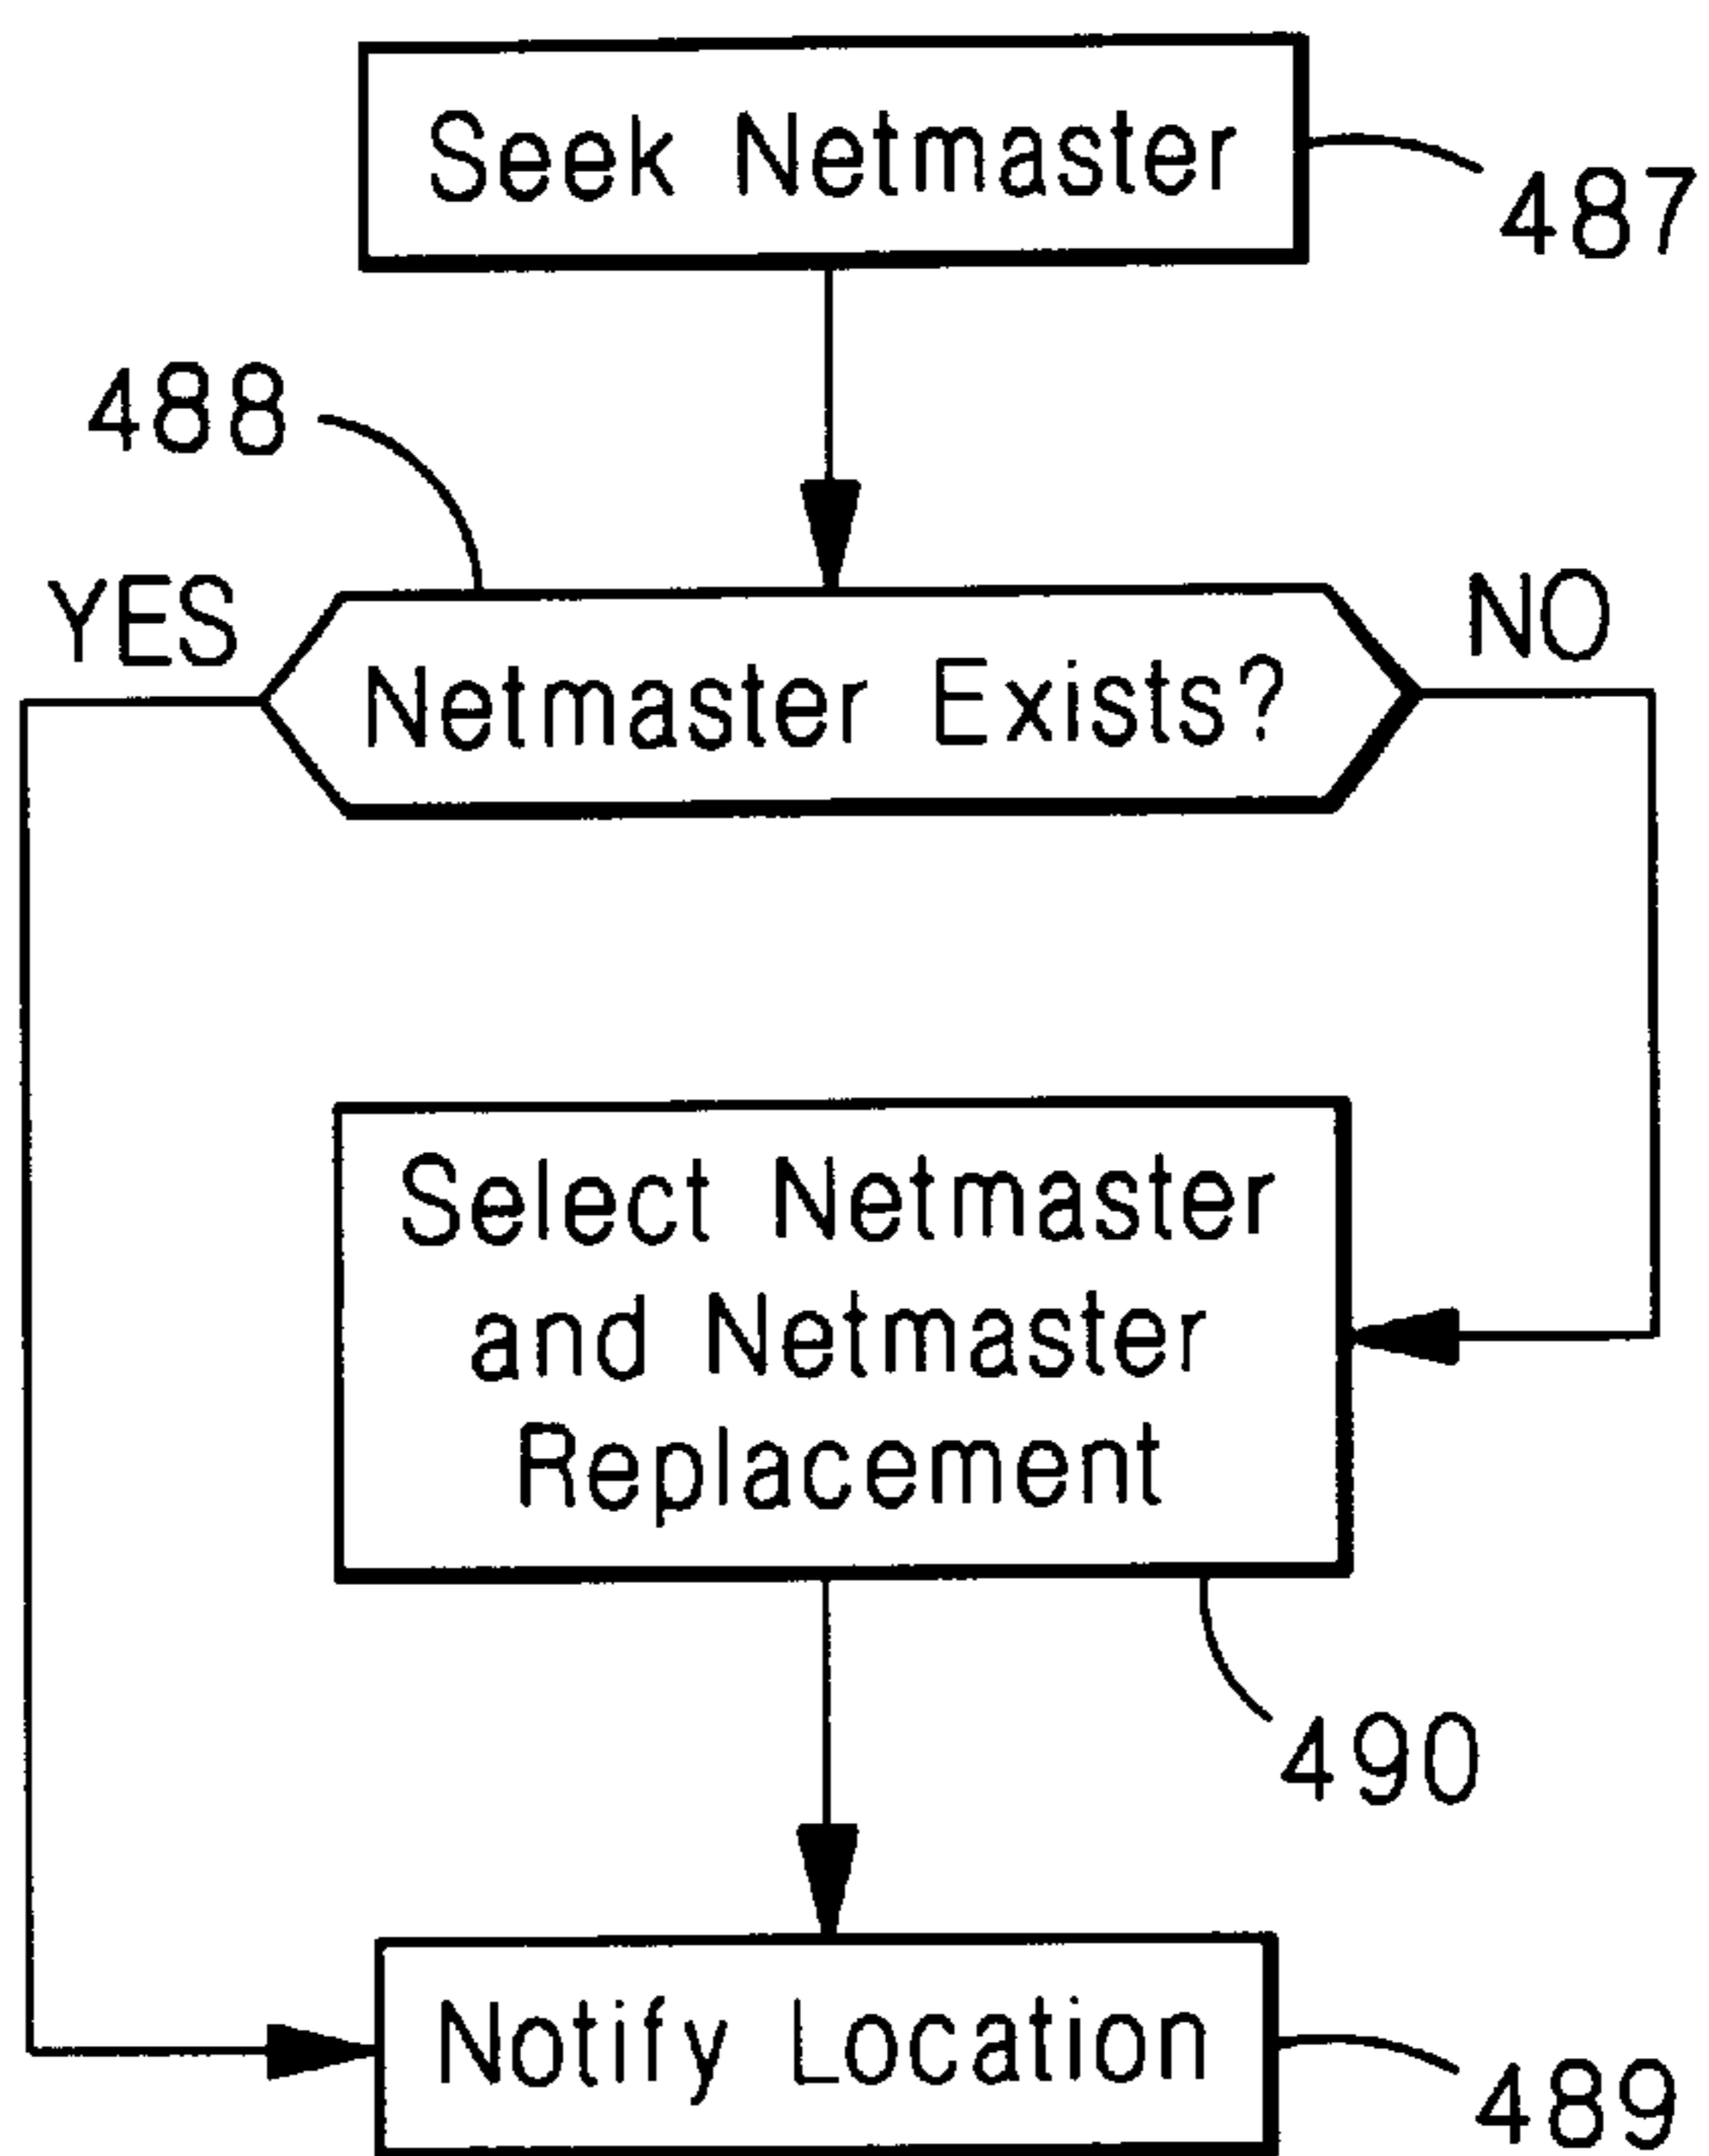 Seek Netmaster
487
488
YES
NO
Netmaster Exists?
Select Netmaster
and Netmaster
Replacement
490
Notify Location
489